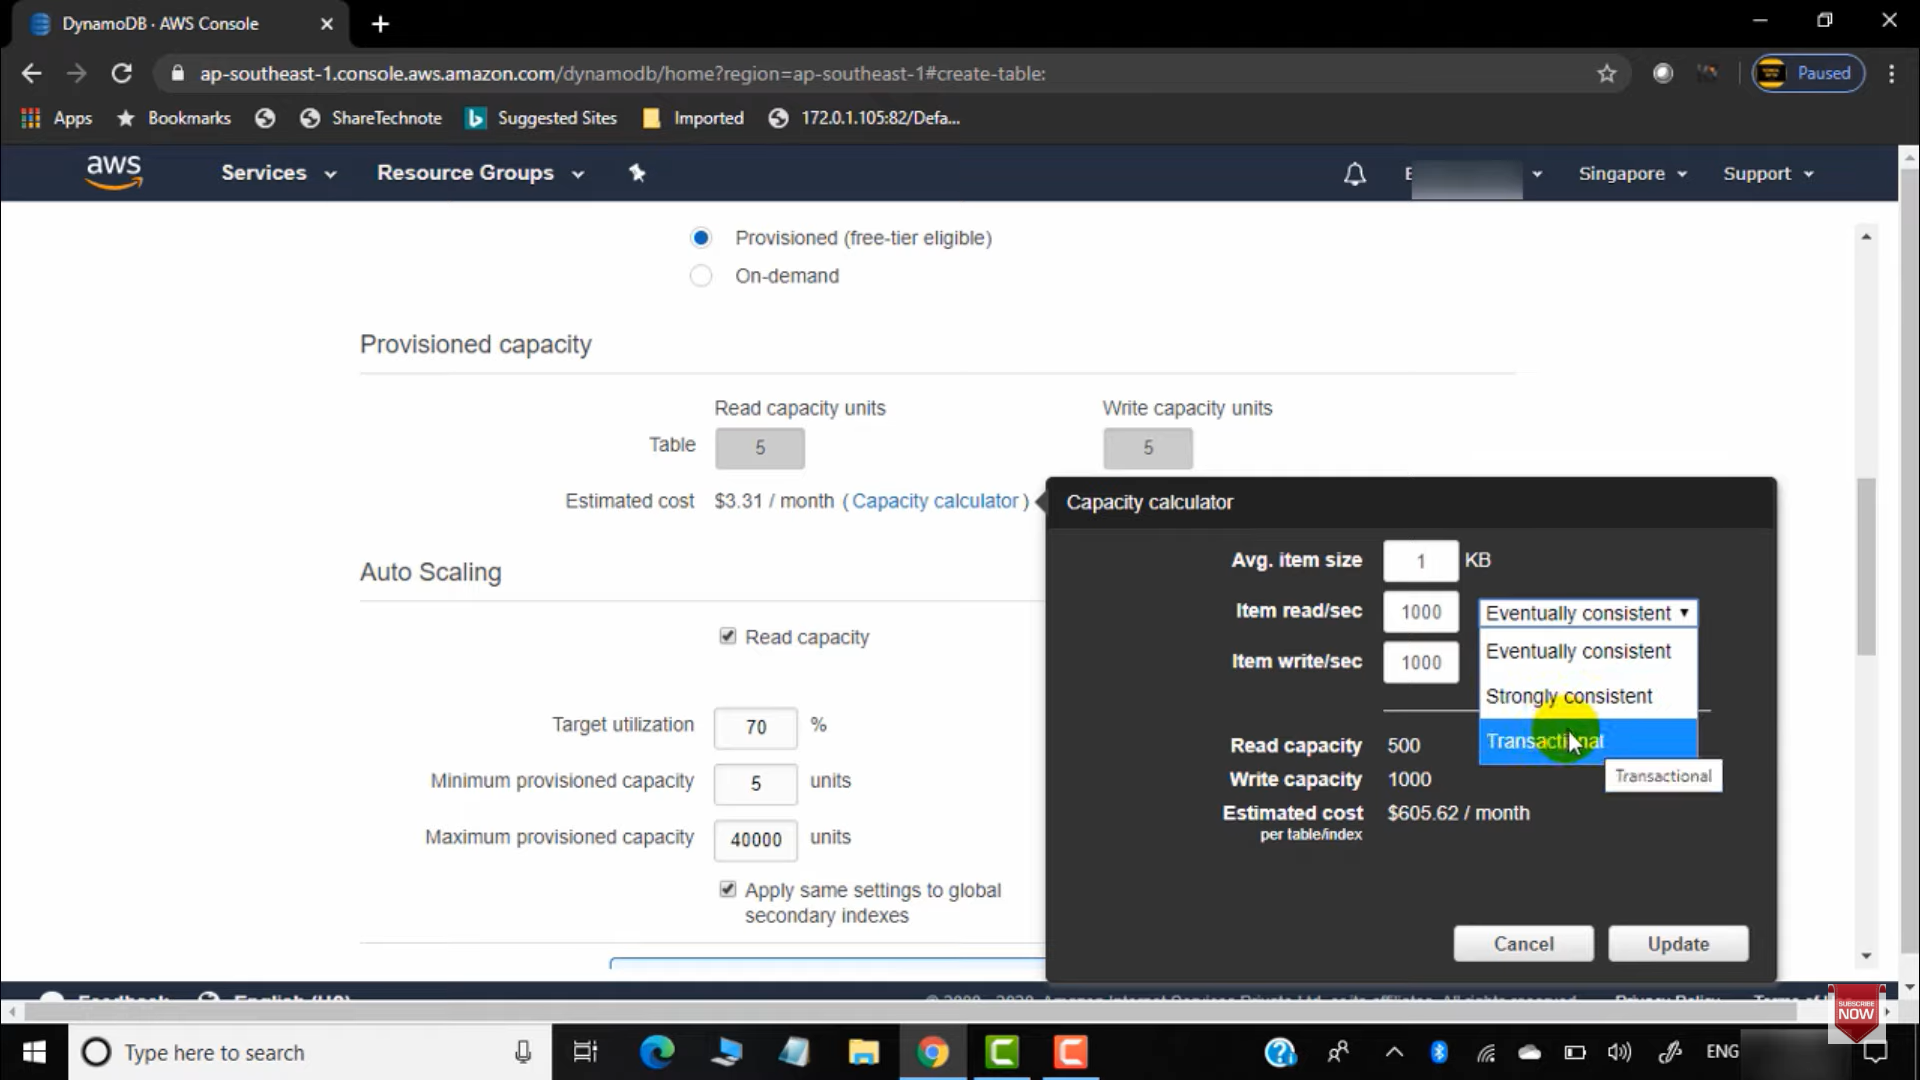 DynamoDB · AWS Console
ap-southeast-1.console.aws.amazon.com/dynamodb/home?region=ap-southeast-1#create-table:
Paused
Apps
Bookmarks
ShareTechnote
Suggested Sites
Imported
172.0.1.105:82/Defa...
aws
Services
Resource Groups
Singapore
Support
Provisioned (free-tier eligible)
On-demand
Provisioned capacity
Read capacity units
Write capacity units
Table
5
5
Estimated cost
$3.31 / month ( Capacity calculator )
Auto Scaling
Read capacity
Target utilization
70
%
Minimum provisioned capacity
5
units
Maximum provisioned capacity
40000
units
Apply same settings to global
secondary indexes
Capacity calculator
Avg. item size
1
KB
Item read/sec
1000
Eventually consistent
Item write/sec
1000
Eventually consistent
Strongly consistent
Transactional
Transactional
Read capacity
500
Write capacity
1000
Estimated cost
$605.62 / month
per table/index
Cancel
Update
SUBSCRIBE
NOW
Type here to search
ENG